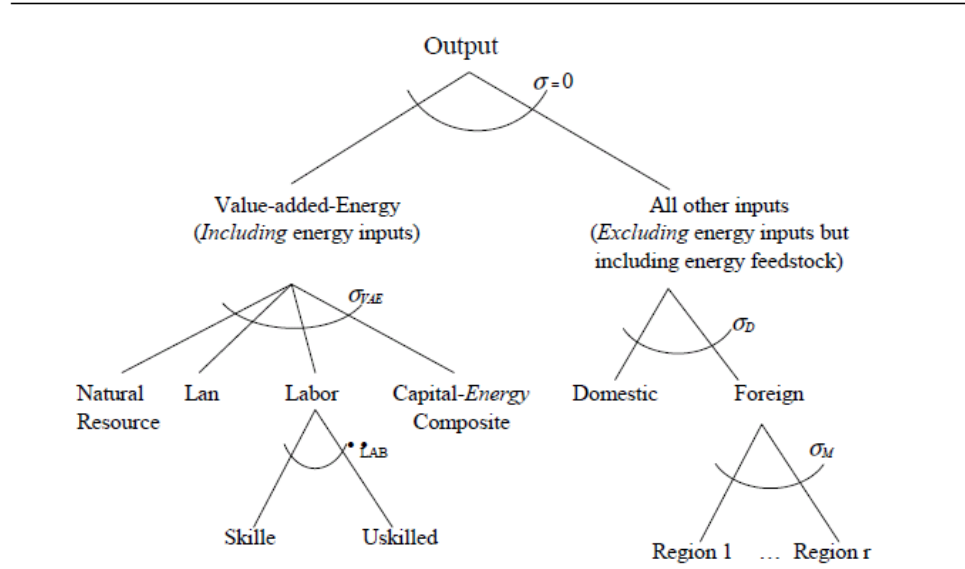 Output
σ = 0
Value-added-Energy
(Including energy inputs)
All other inputs
(Excluding energy inputs but
including energy feedstock)
σVAE
σD
Natural
Resource
Lan
Labor
Capital-Energy
Composite
Domestic
Foreign
LAB
σM
Skille
Uskilled
Region 1 … Region r